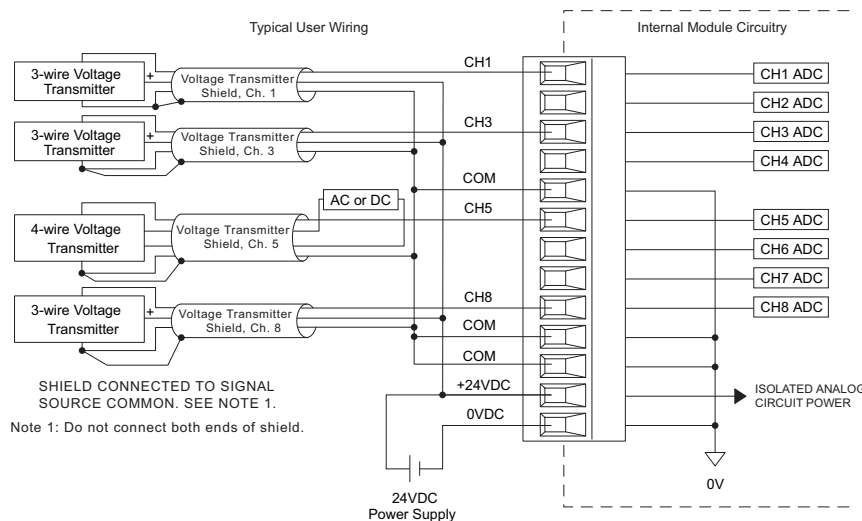 Typical User Wiring
Internal Module Circuitry
3-wire Voltage
Transmitter
+
Voltage Transmitter
Shield, Ch. 1
CH1
CH1 ADC
CH2 ADC
3-wire Voltage
Transmitter
+
Voltage Transmitter
Shield, Ch. 3
CH3
CH3 ADC
CH4 ADC
COM
AC or DC
4-wire Voltage
Transmitter
Voltage Transmitter
Shield, Ch. 5
CH5
CH5 ADC
CH6 ADC
CH7 ADC
3-wire Voltage
Transmitter
+
Voltage Transmitter
Shield, Ch. 8
CH8
CH8 ADC
COM
COM
+24VDC
0VDC
ISOLATED ANALOG
CIRCUIT POWER
0V
SHIELD CONNECTED TO SIGNAL
SOURCE COMMON. SEE NOTE 1.
Note 1: Do not connect both ends of shield.
24VDC
Power Supply